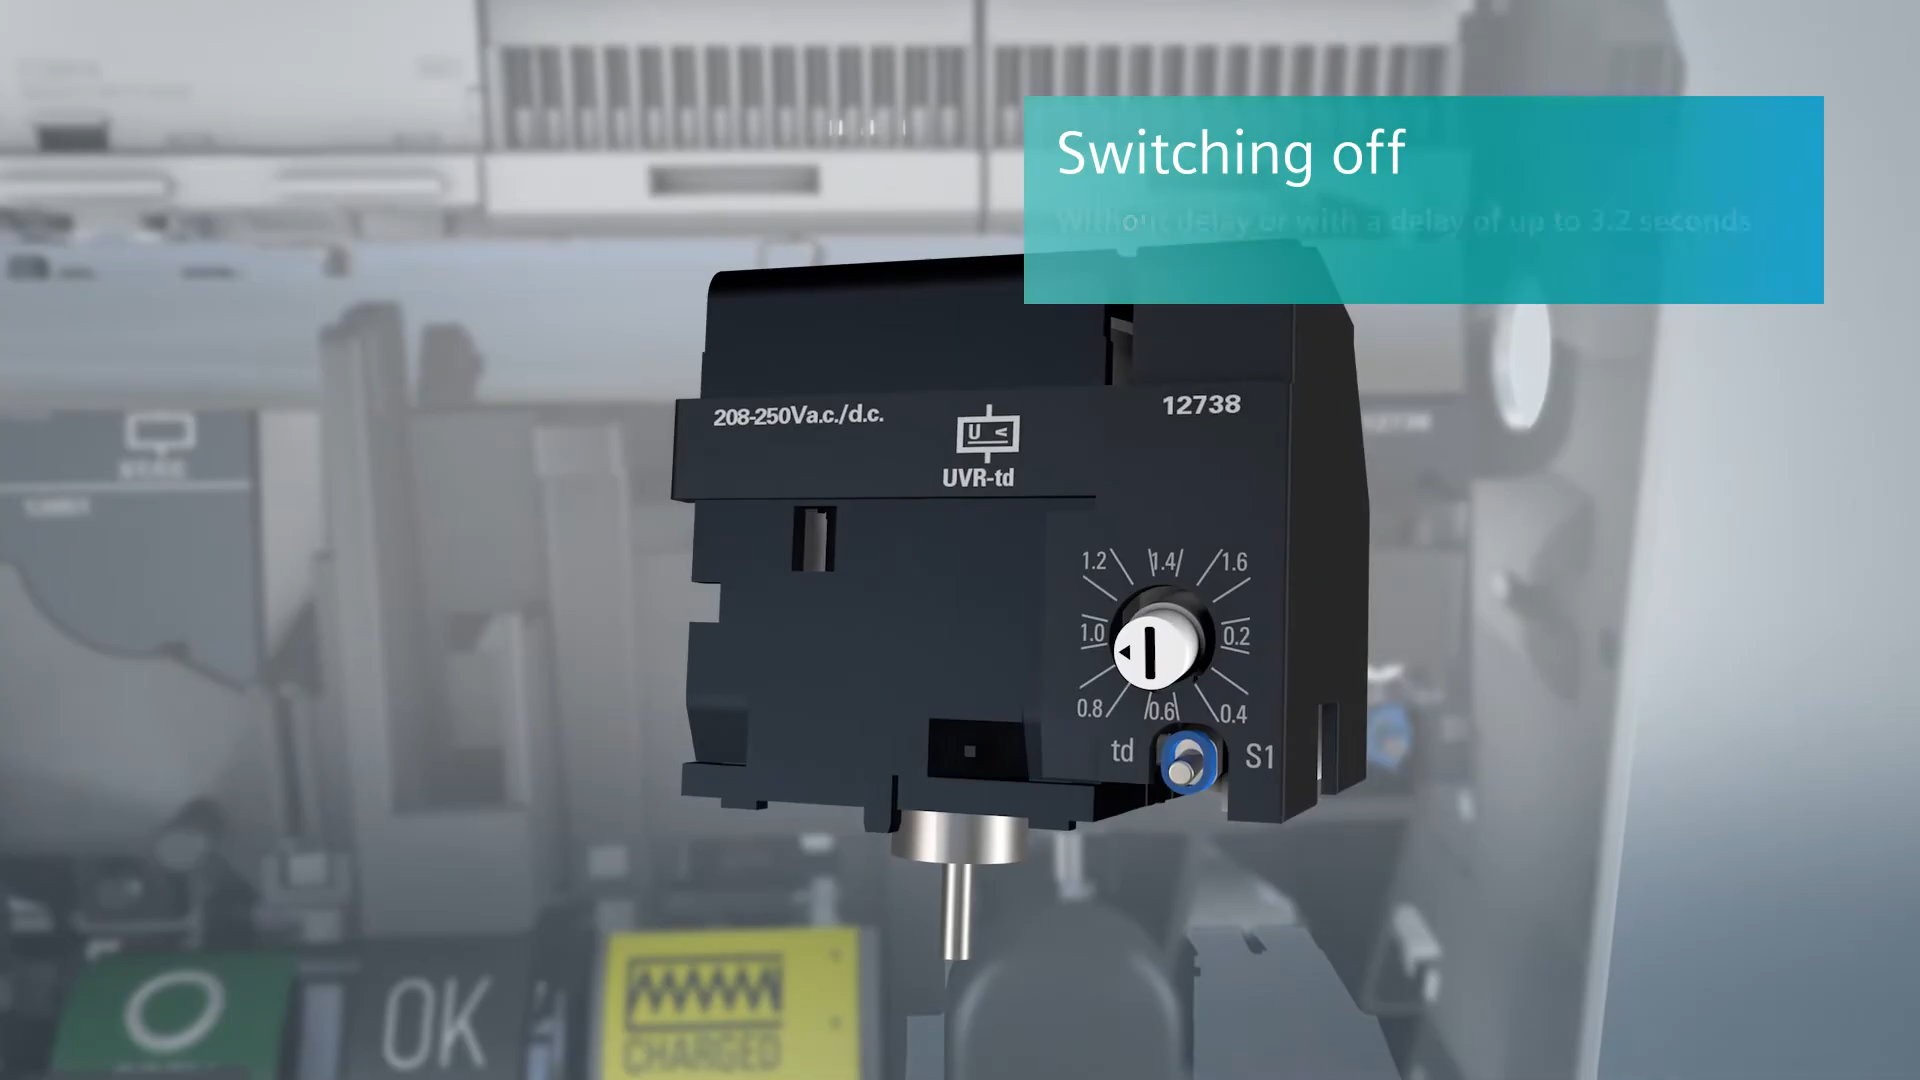 Switching off
Without delay or with a delay of up to 3.2 seconds
208-250Va.c./d.c.
12738
U <
UVR-td
1.2
1.4
1.6
1.0
0.2
0.8
0.6
0.4
td
S1
OK
CHARGED